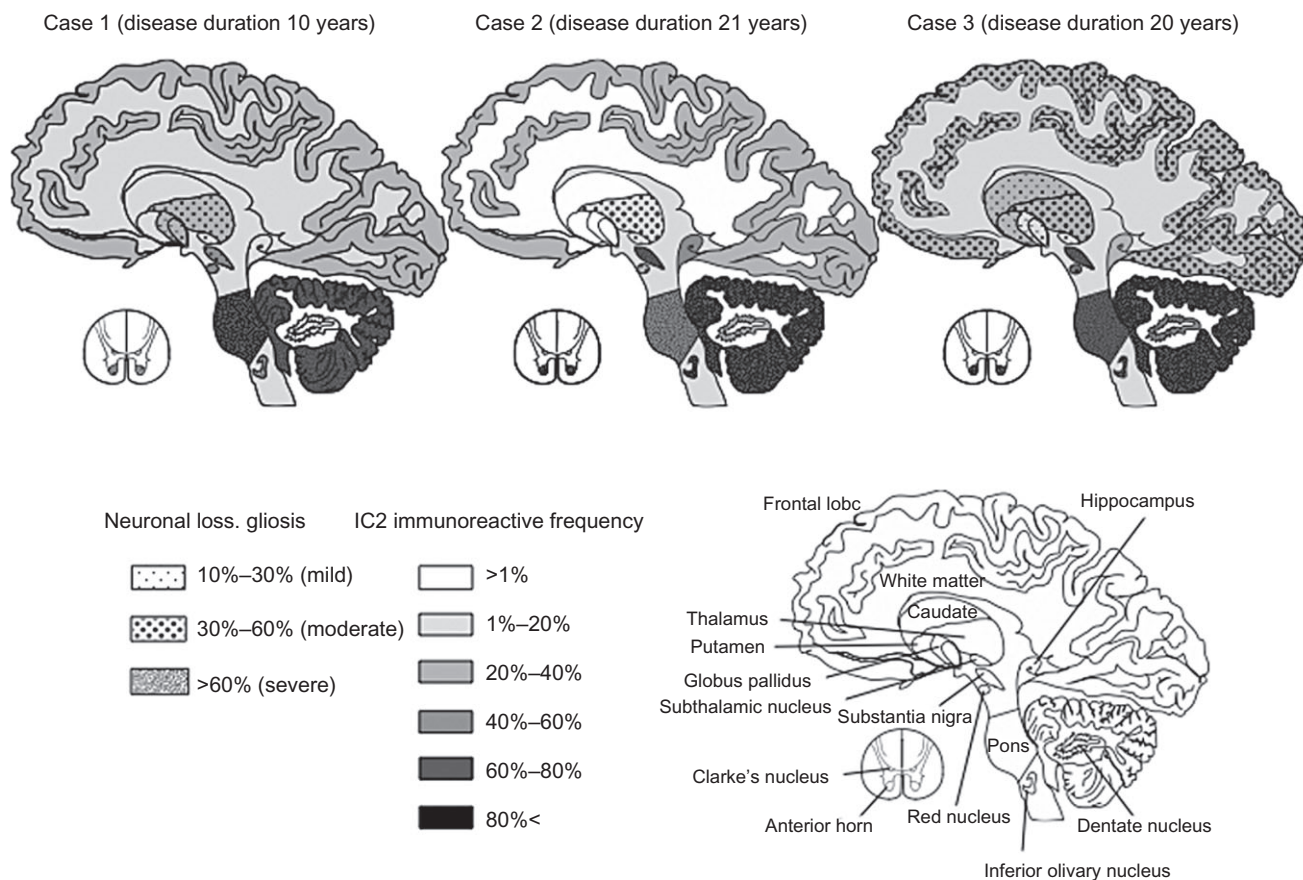 Case 1 (disease duration 10 years)
Case 2 (disease duration 21 years)
Case 3 (disease duration 20 years)
Neuronal loss. gliosis
10%–30% (mild)
30%–60% (moderate)
>60% (severe)
IC2 immunoreactive frequency
>1%
1%–20%
20%–40%
40%–60%
60%–80%
80%<
Frontal lobc
Hippocampus
White matter
Caudate
Thalamus
Putamen
Globus pallidus
Subthalamic nucleus
Substantia nigra
Pons
Clarke’s nucleus
Anterior horn
Red nucleus
Dentate nucleus
Inferior olivary nucleus